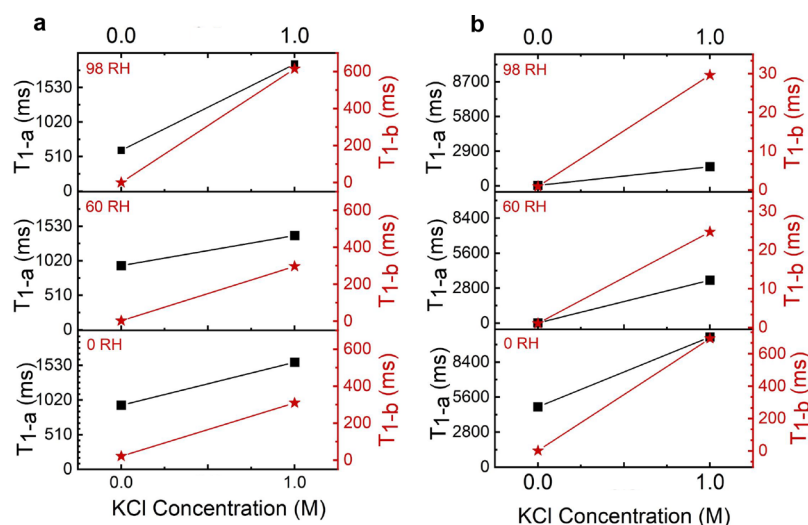 a
0.0 1.0
98 RH
T1-a (ms)
1530
1020
510
0
600
400
200
0
T1-b (ms)
60 RH
T1-a (ms)
1530
1020
510
0
600
400
200
0
T1-b (ms)
0 RH
T1-a (ms)
1530
1020
510
0
600
400
200
0
T1-b (ms)
0.0 1.0
KCl Concentration (M)
b
0.0 1.0
98 RH
T1-a (ms)
8700
5800
2900
0
30
20
10
0
T1-b (ms)
60 RH
T1-a (ms)
8400
5600
2800
0
30
20
10
0
T1-b (ms)
0 RH
T1-a (ms)
8400
5600
2800
0
600
400
200
0
T1-b (ms)
0.0 1.0
KCl Concentration (M)